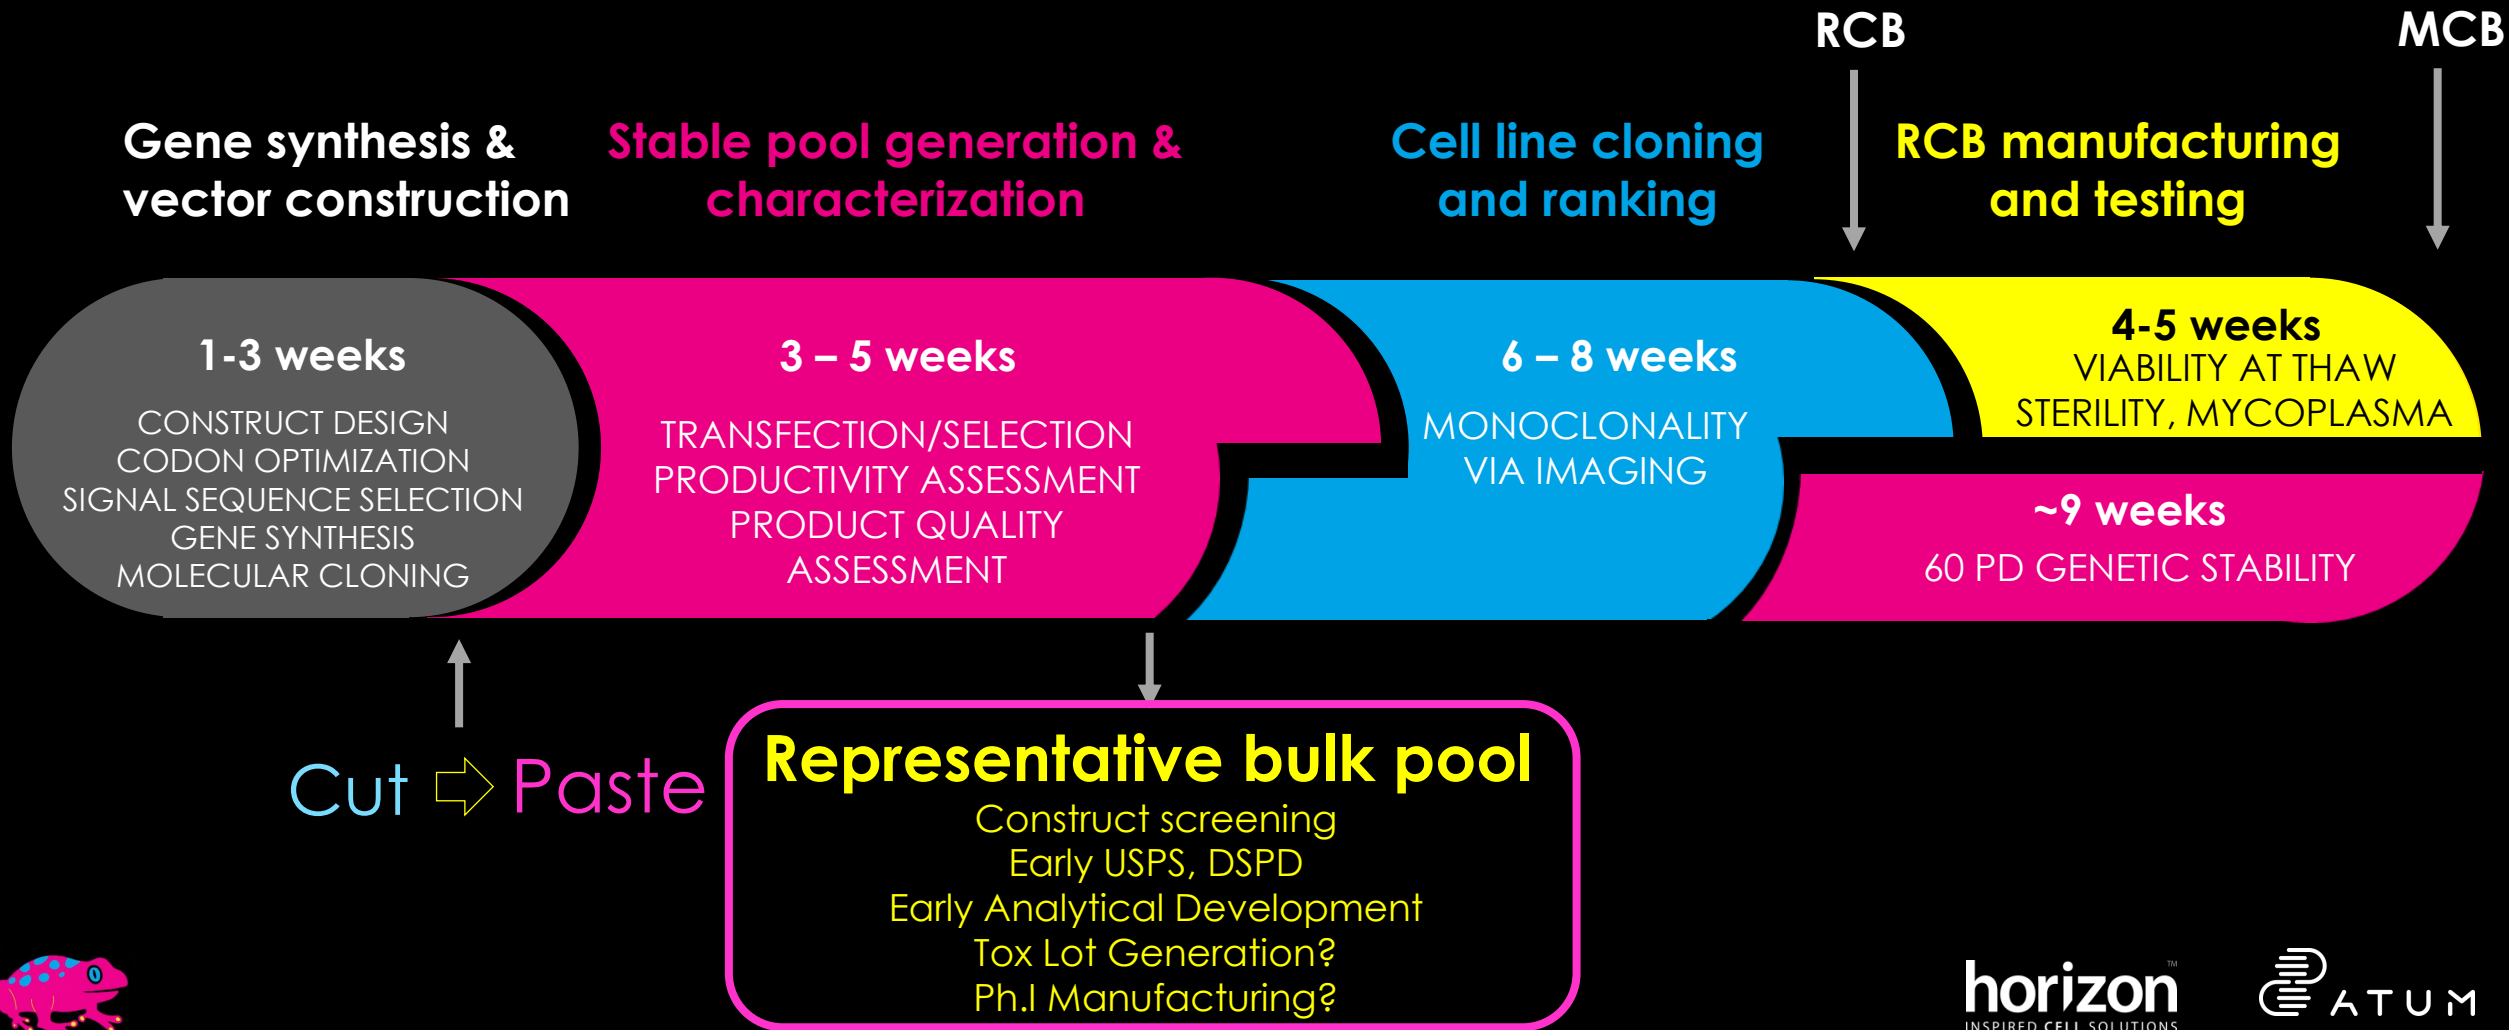 RCB
MCB
Gene synthesis &
vector construction
Stable pool generation &
characterization
Cell line cloning
and ranking
RCB manufacturing
and testing
1-3 weeks
CONSTRUCT DESIGN
CODON OPTIMIZATION
SIGNAL SEQUENCE SELECTION
GENE SYNTHESIS
MOLECULAR CLONING
3 – 5 weeks
TRANSFECTION/SELECTION
PRODUCTIVITY ASSESSMENT
PRODUCT QUALITY
ASSESSMENT
6 – 8 weeks
MONOCLONALITY
VIA IMAGING
4-5 weeks
VIABILITY AT THAW
STERILITY, MYCOPLASMA
~9 weeks
60 PD GENETIC STABILITY
Cut Paste
Representative bulk pool
Construct screening
Early USPS, DSPD
Early Analytical Development
Tox Lot Generation?
Ph.I Manufacturing?
horizon™
INSPIRED CELL SOLUTIONS
ATUM